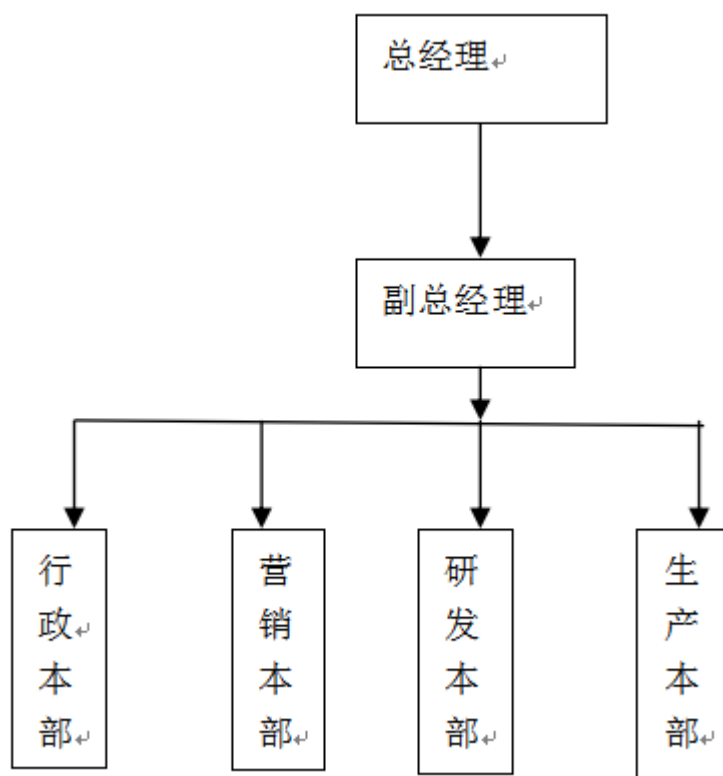 总经理
副总经理
行政本部
营销本部
研发本部
生产本部